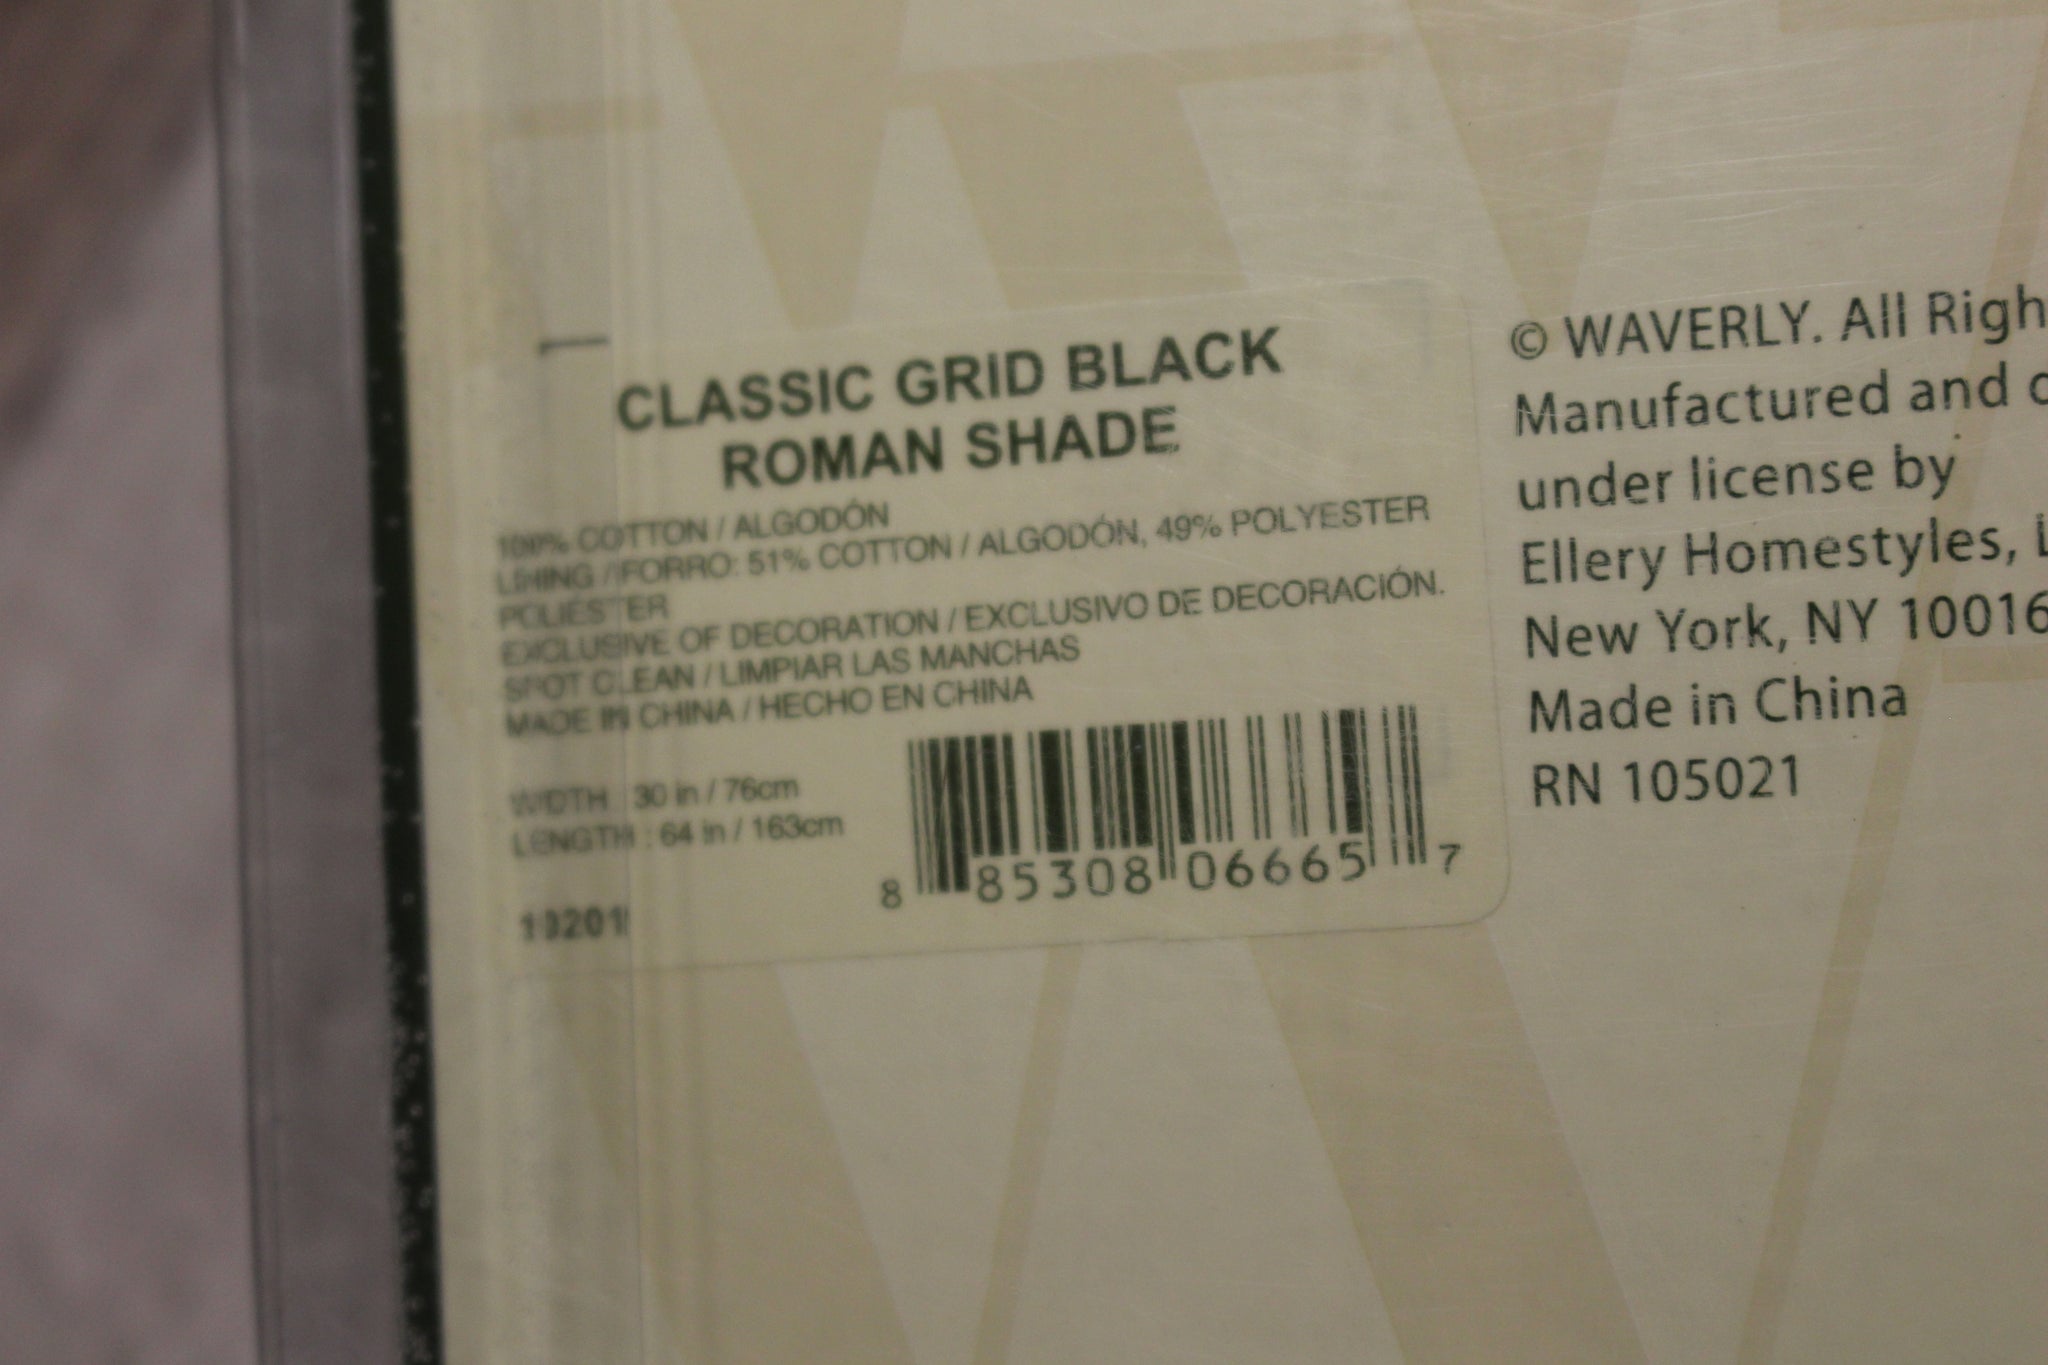 CLASSIC GRID BLACK
ROMAN SHADE
100% COTTON / ALGODÓN
LINING / FORRO: 51% COTTON / ALGODÓN, 49% POLYESTER
POLIÉSTER
EXCLUSIVE OF DECORATION / EXCLUSIVO DE DECORACIÓN.
SPOT CLEAN / LIMPIAR LAS MANCHAS
MADE IN CHINA / HECHO EN CHINA
WIDTH : 30 in / 76cm
LENGTH : 64 in / 163cm
8 85308 06665 7
© WAVERLY. All Righ
Manufactured and
under license by
Ellery Homestyles,
New York, NY 10016
Made in China
RN 105021